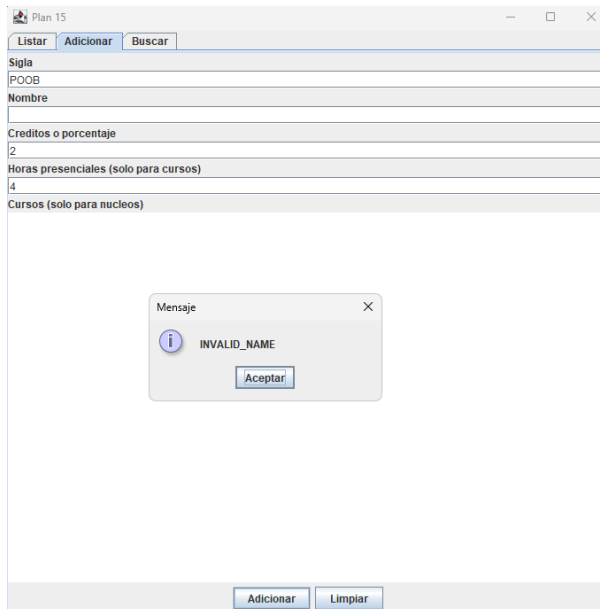 Plan 15
Listar Adicionar Buscar
Sigla
POOB
Nombre
Creditos o porcentaje
2
Horas presenciales (solo para cursos)
4
Cursos (solo para nucleos)
Mensaje
i INVALID_NAME
Aceptar
Adicionar Limpiar